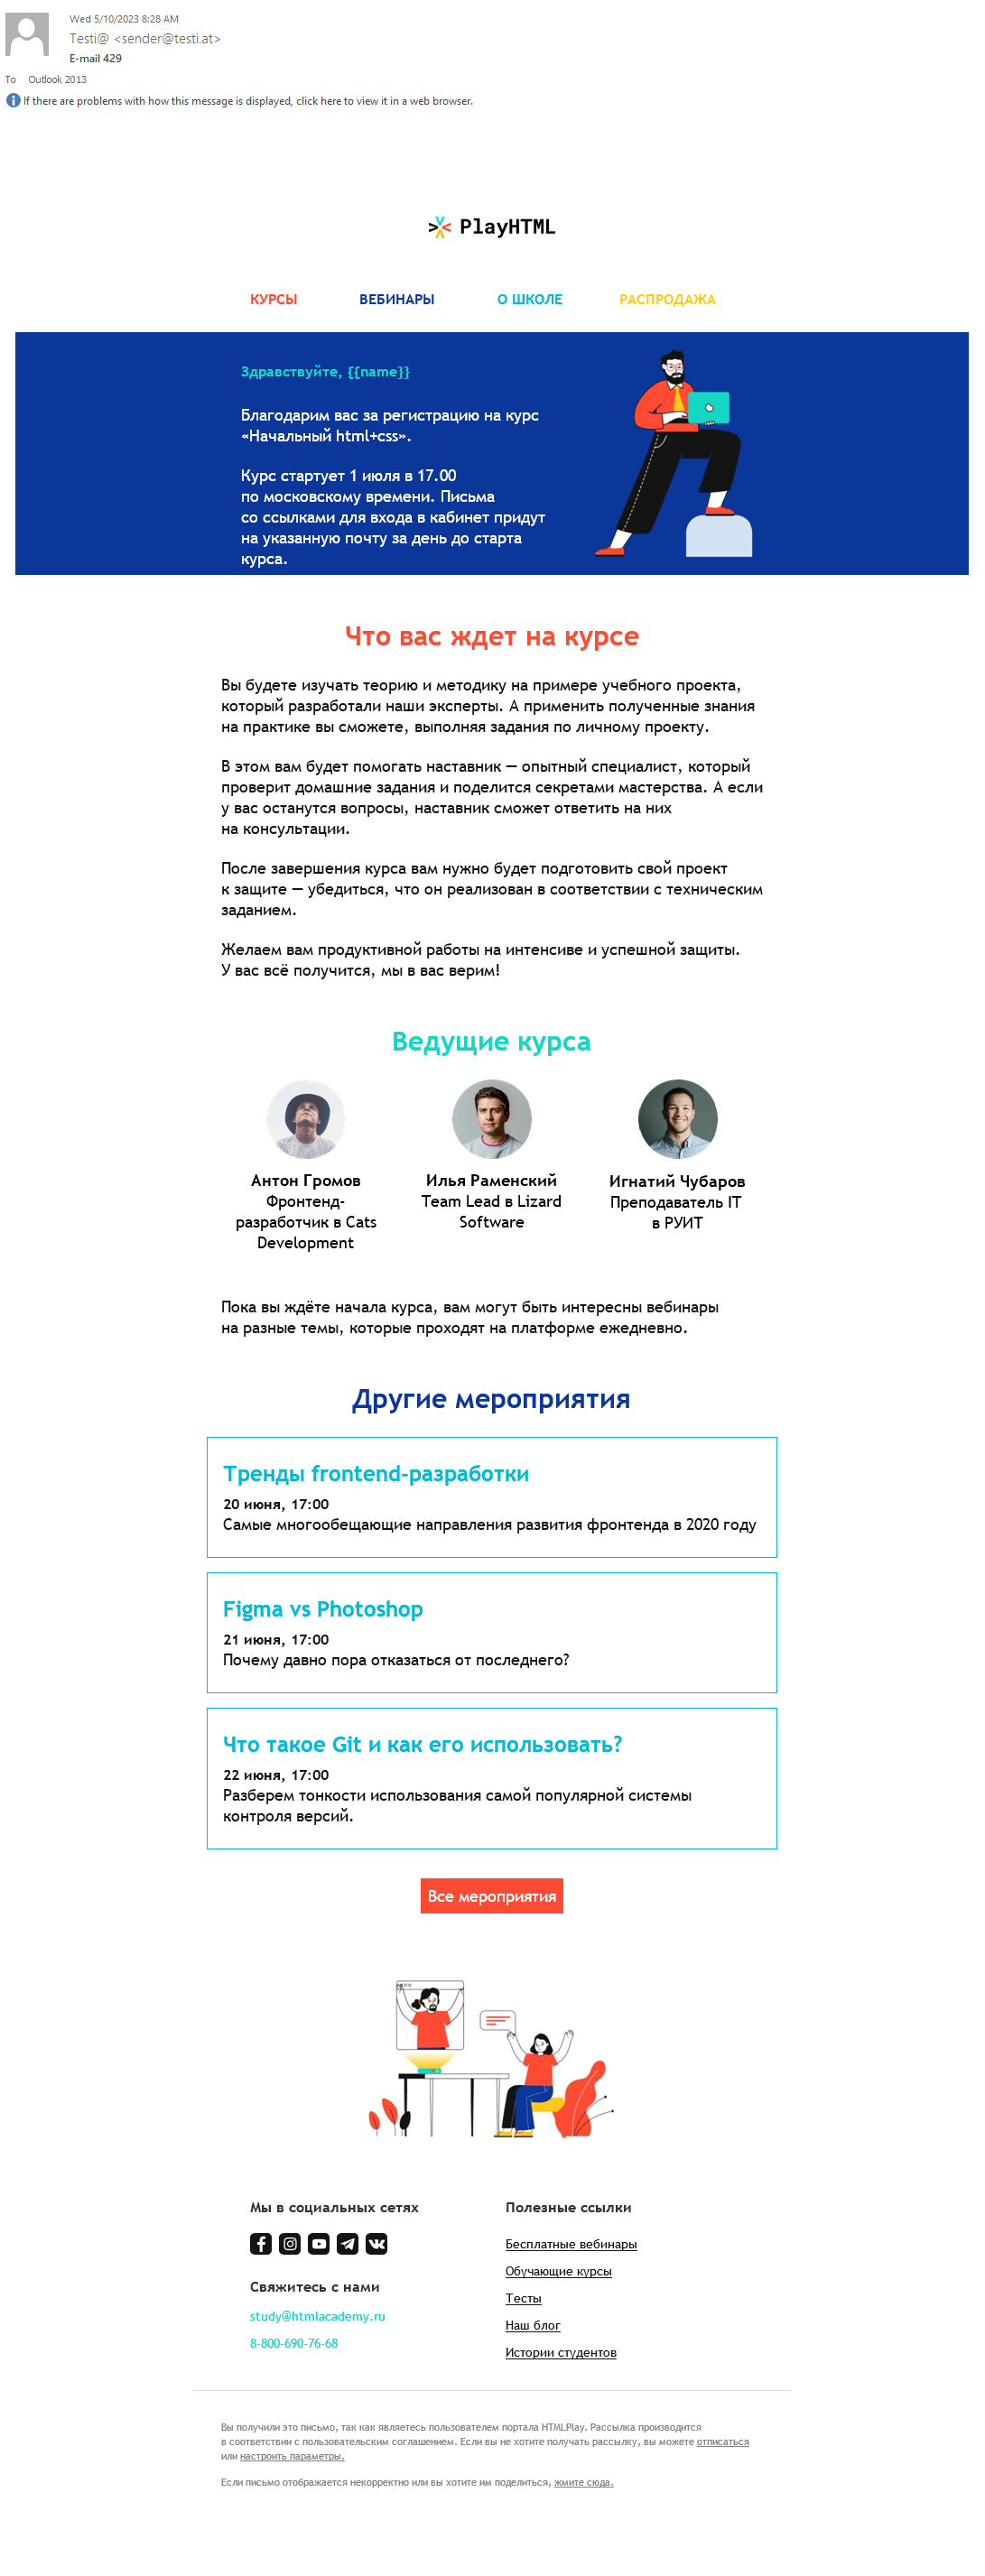 Wed 5/10/2023 8:28 AM
Testi@ <sender@testi.at>
E-mail 429
To Outlook 2013
If there are problems with how this message is displayed, click here to view it in a web browser.
PlayHTML
КУРСЫ ВЕБИНАРЫ О ШКОЛЕ РАСПРОДАЖА
Здравствуйте, {{name}}
Благодарим вас за регистрацию на курс
«Начальный html+css».
Курс стартует 1 июля в 17.00
по московскому времени. Письма
со ссылками для входа в кабинет придут
на указанную почту за день до старта
курса.
Что вас ждет на курсе
Вы будете изучать теорию и методику на примере учебного проекта,
который разработали наши эксперты. А применить полученные знания
на практике вы сможете, выполняя задания по личному проекту.
В этом вам будет помогать наставник — опытный специалист, который
проверит домашние задания и поделится секретами мастерства. А если
у вас останутся вопросы, наставник сможет ответить на них
на консультации.
После завершения курса вам нужно будет подготовить свой проект
к защите — убедиться, что он реализован в соответствии с техническим
заданием.
Желаем вам продуктивной работы на интенсиве и успешной защиты.
У вас всё получится, мы в вас верим!
Ведущие курса
Антон Громов
Фронтенд-
разработчик в Cats
Development
Илья Раменский
Team Lead в Lizard
Software
Игнатий Чубаров
Преподаватель IT
в РУИТ
Пока вы ждёте начала курса, вам могут быть интересны вебинары
на разные темы, которые проходят на платформе ежедневно.
Другие мероприятия
Тренды frontend-разработки
20 июня, 17:00
Самые многообещающие направления развития фронтенда в 2020 году
Figma vs Photoshop
21 июня, 17:00
Почему давно пора отказаться от последнего?
Что такое Git и как его использовать?
22 июня, 17:00
Разберем тонкости использования самой популярной системы
контроля версий.
Все мероприятия
Мы в социальных сетях
Свяжитесь с нами
study@htmlacademy.ru
8-800-690-76-68
Полезные ссылки
Бесплатные вебинары
Обучающие курсы
Тесты
Наш блог
Истории студентов
Вы получили это письмо, так как являетесь пользователем портала HTMLPlay. Рассылка производится
в соответствии с пользовательским соглашением. Если вы не хотите получать рассылку, вы можете отписаться
или настроить параметры.
Если письмо отображается некорректно или вы хотите им поделиться, жмите сюда.